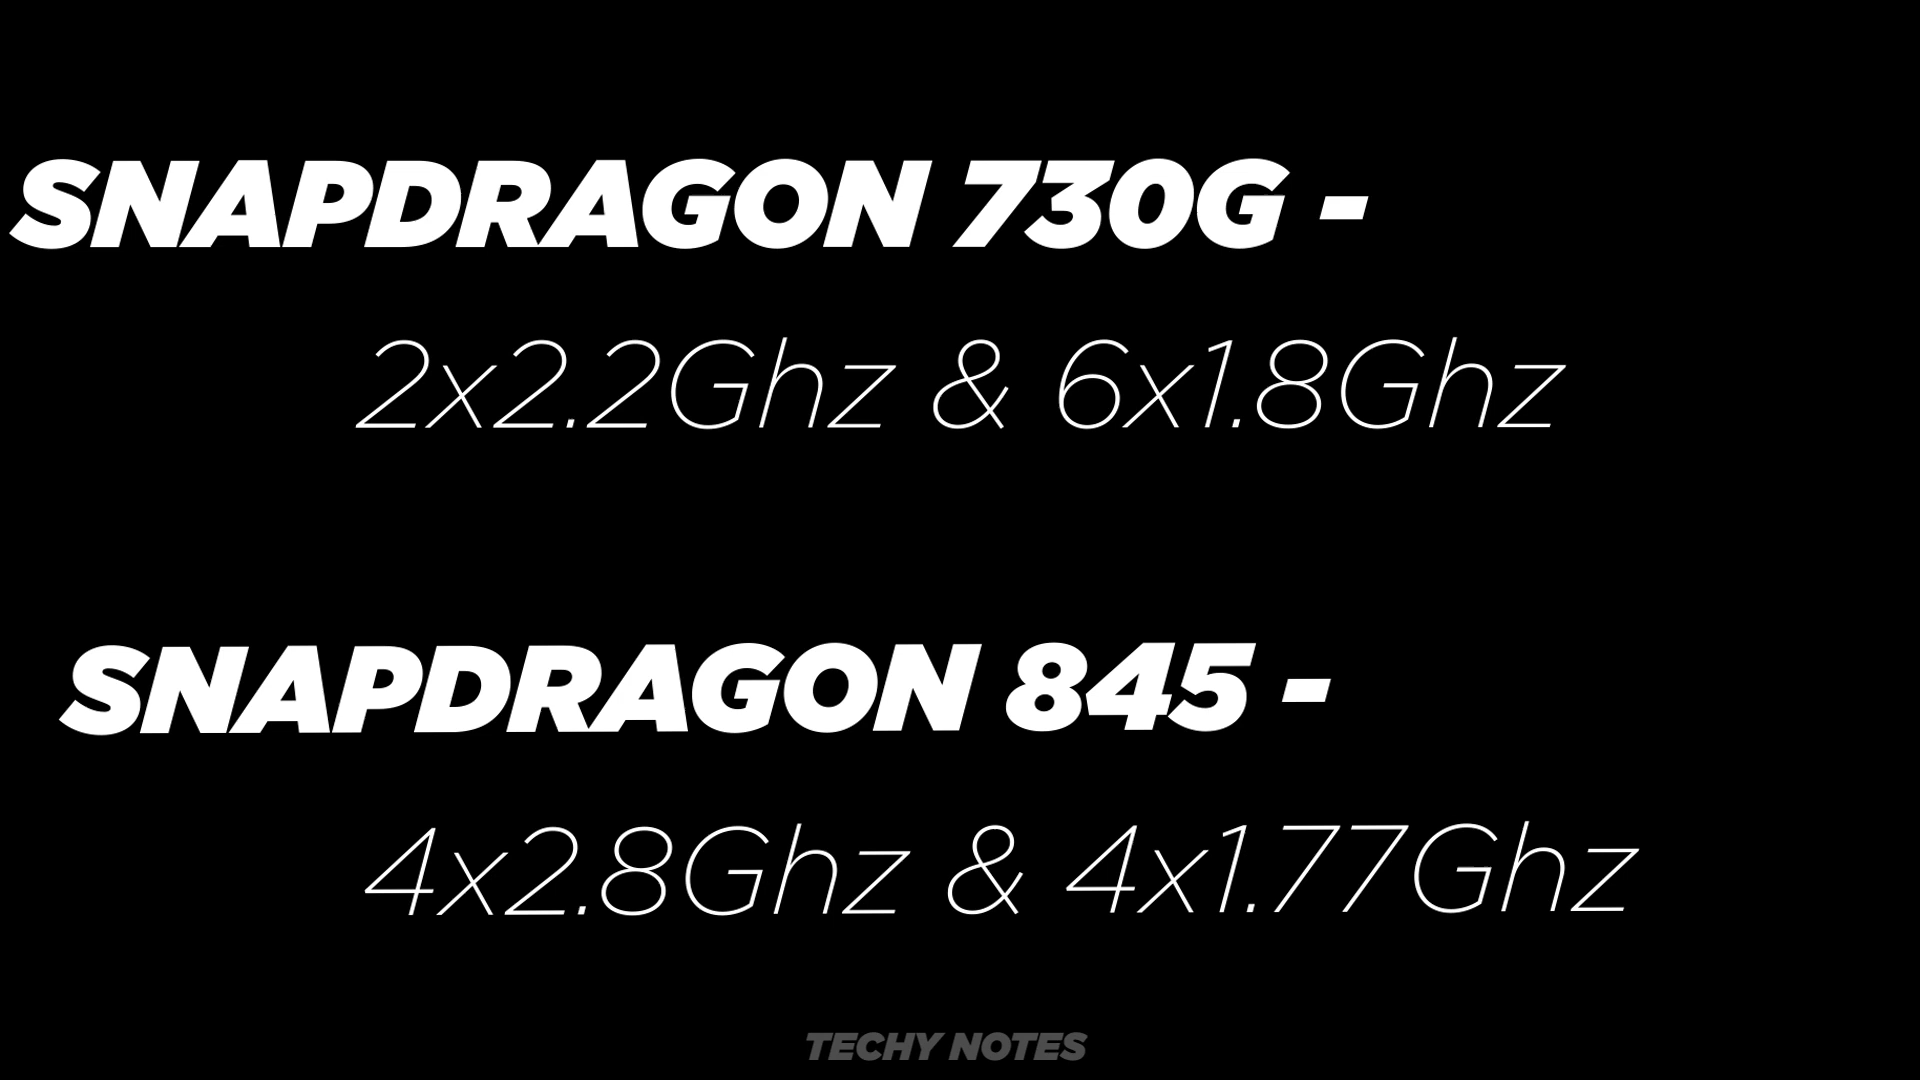 SNAPDRAGON 730G -
2x2.2Ghz & 6x1.8Ghz
SNAPDRAGON 845 -
4x2.8Ghz & 4x1.77Ghz
TECHY NOTES